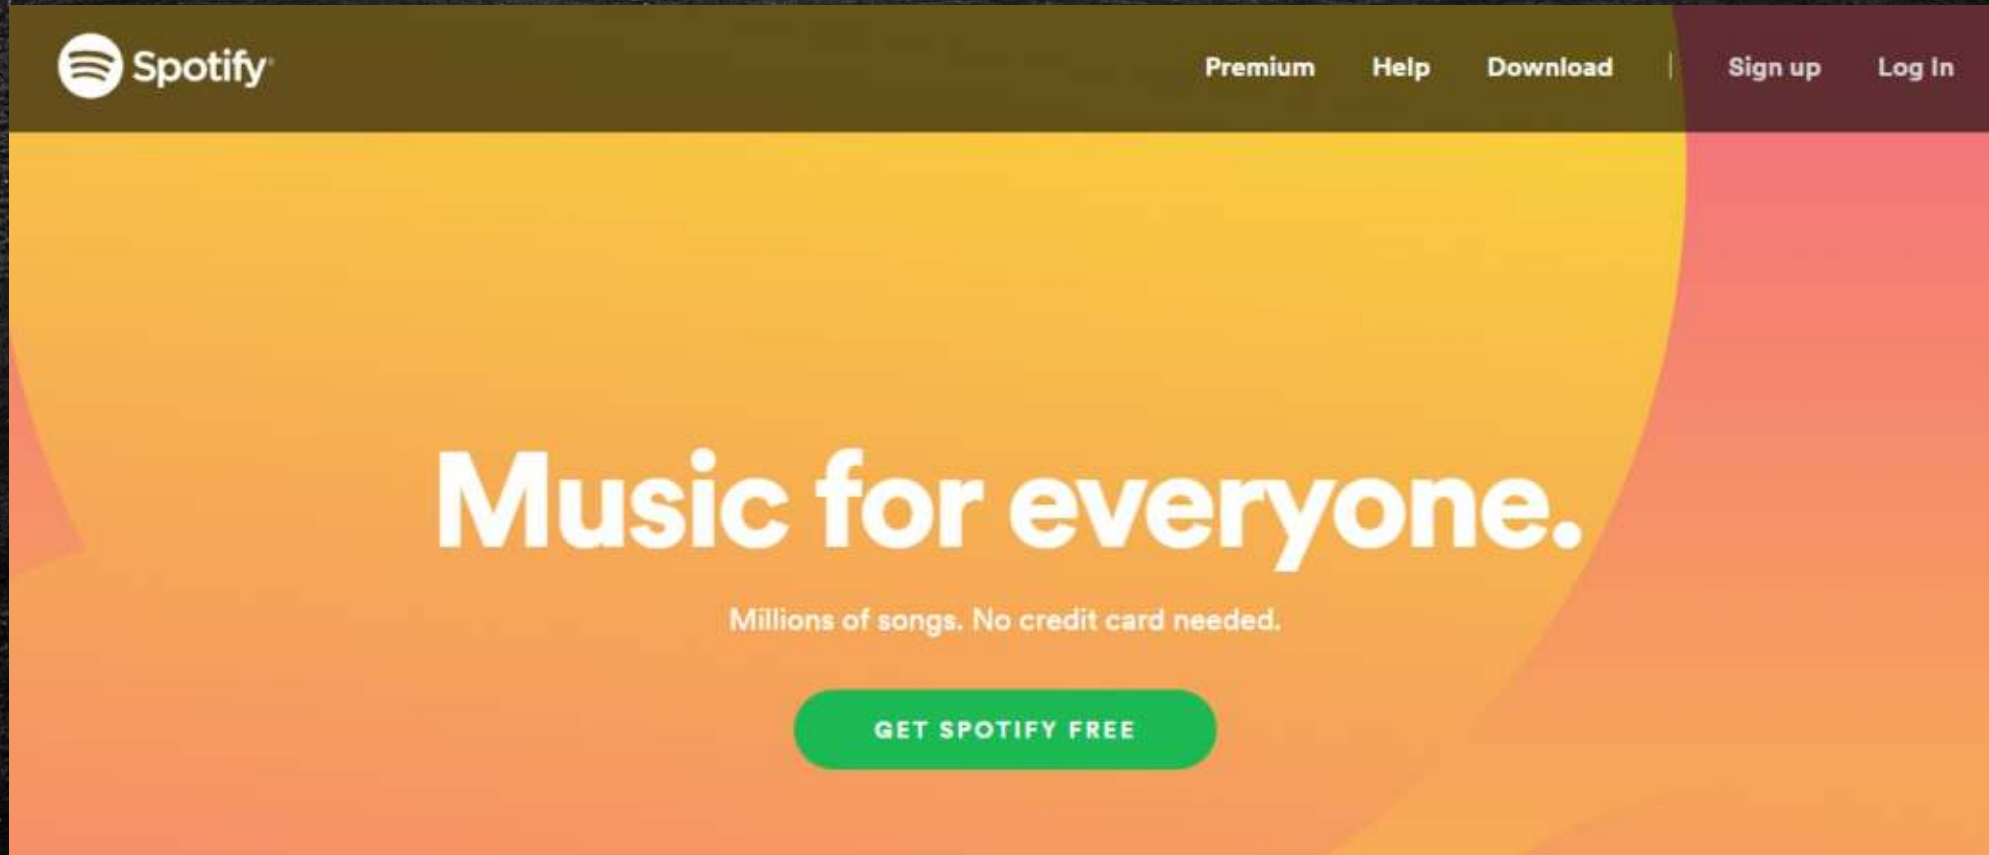 Spotify
Premium Help Download | Sign up Log In
Music for everyone.
Millions of songs. No credit card needed.
GET SPOTIFY FREE